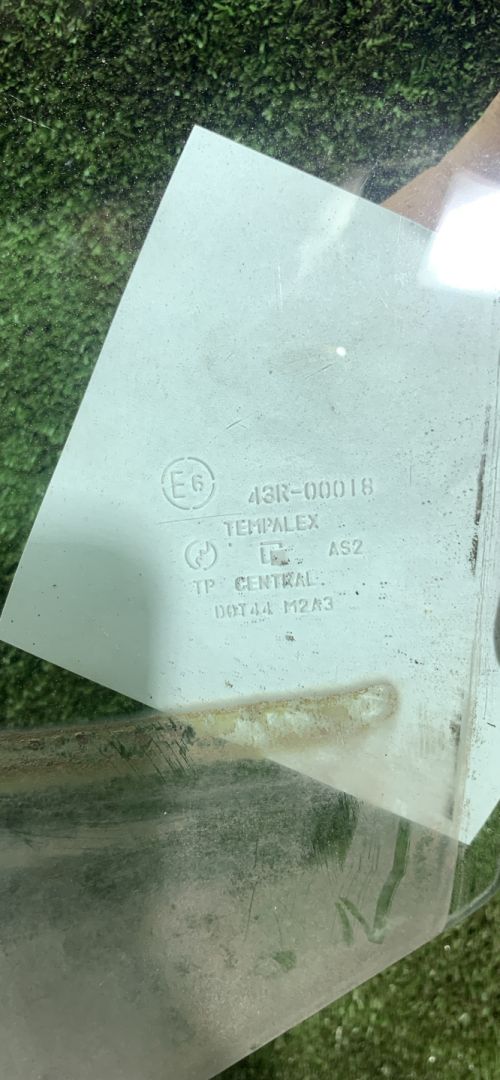 E6 43R-00018
TEMPALEX
AS2
TP CENTRAL
DOT44 M2A3